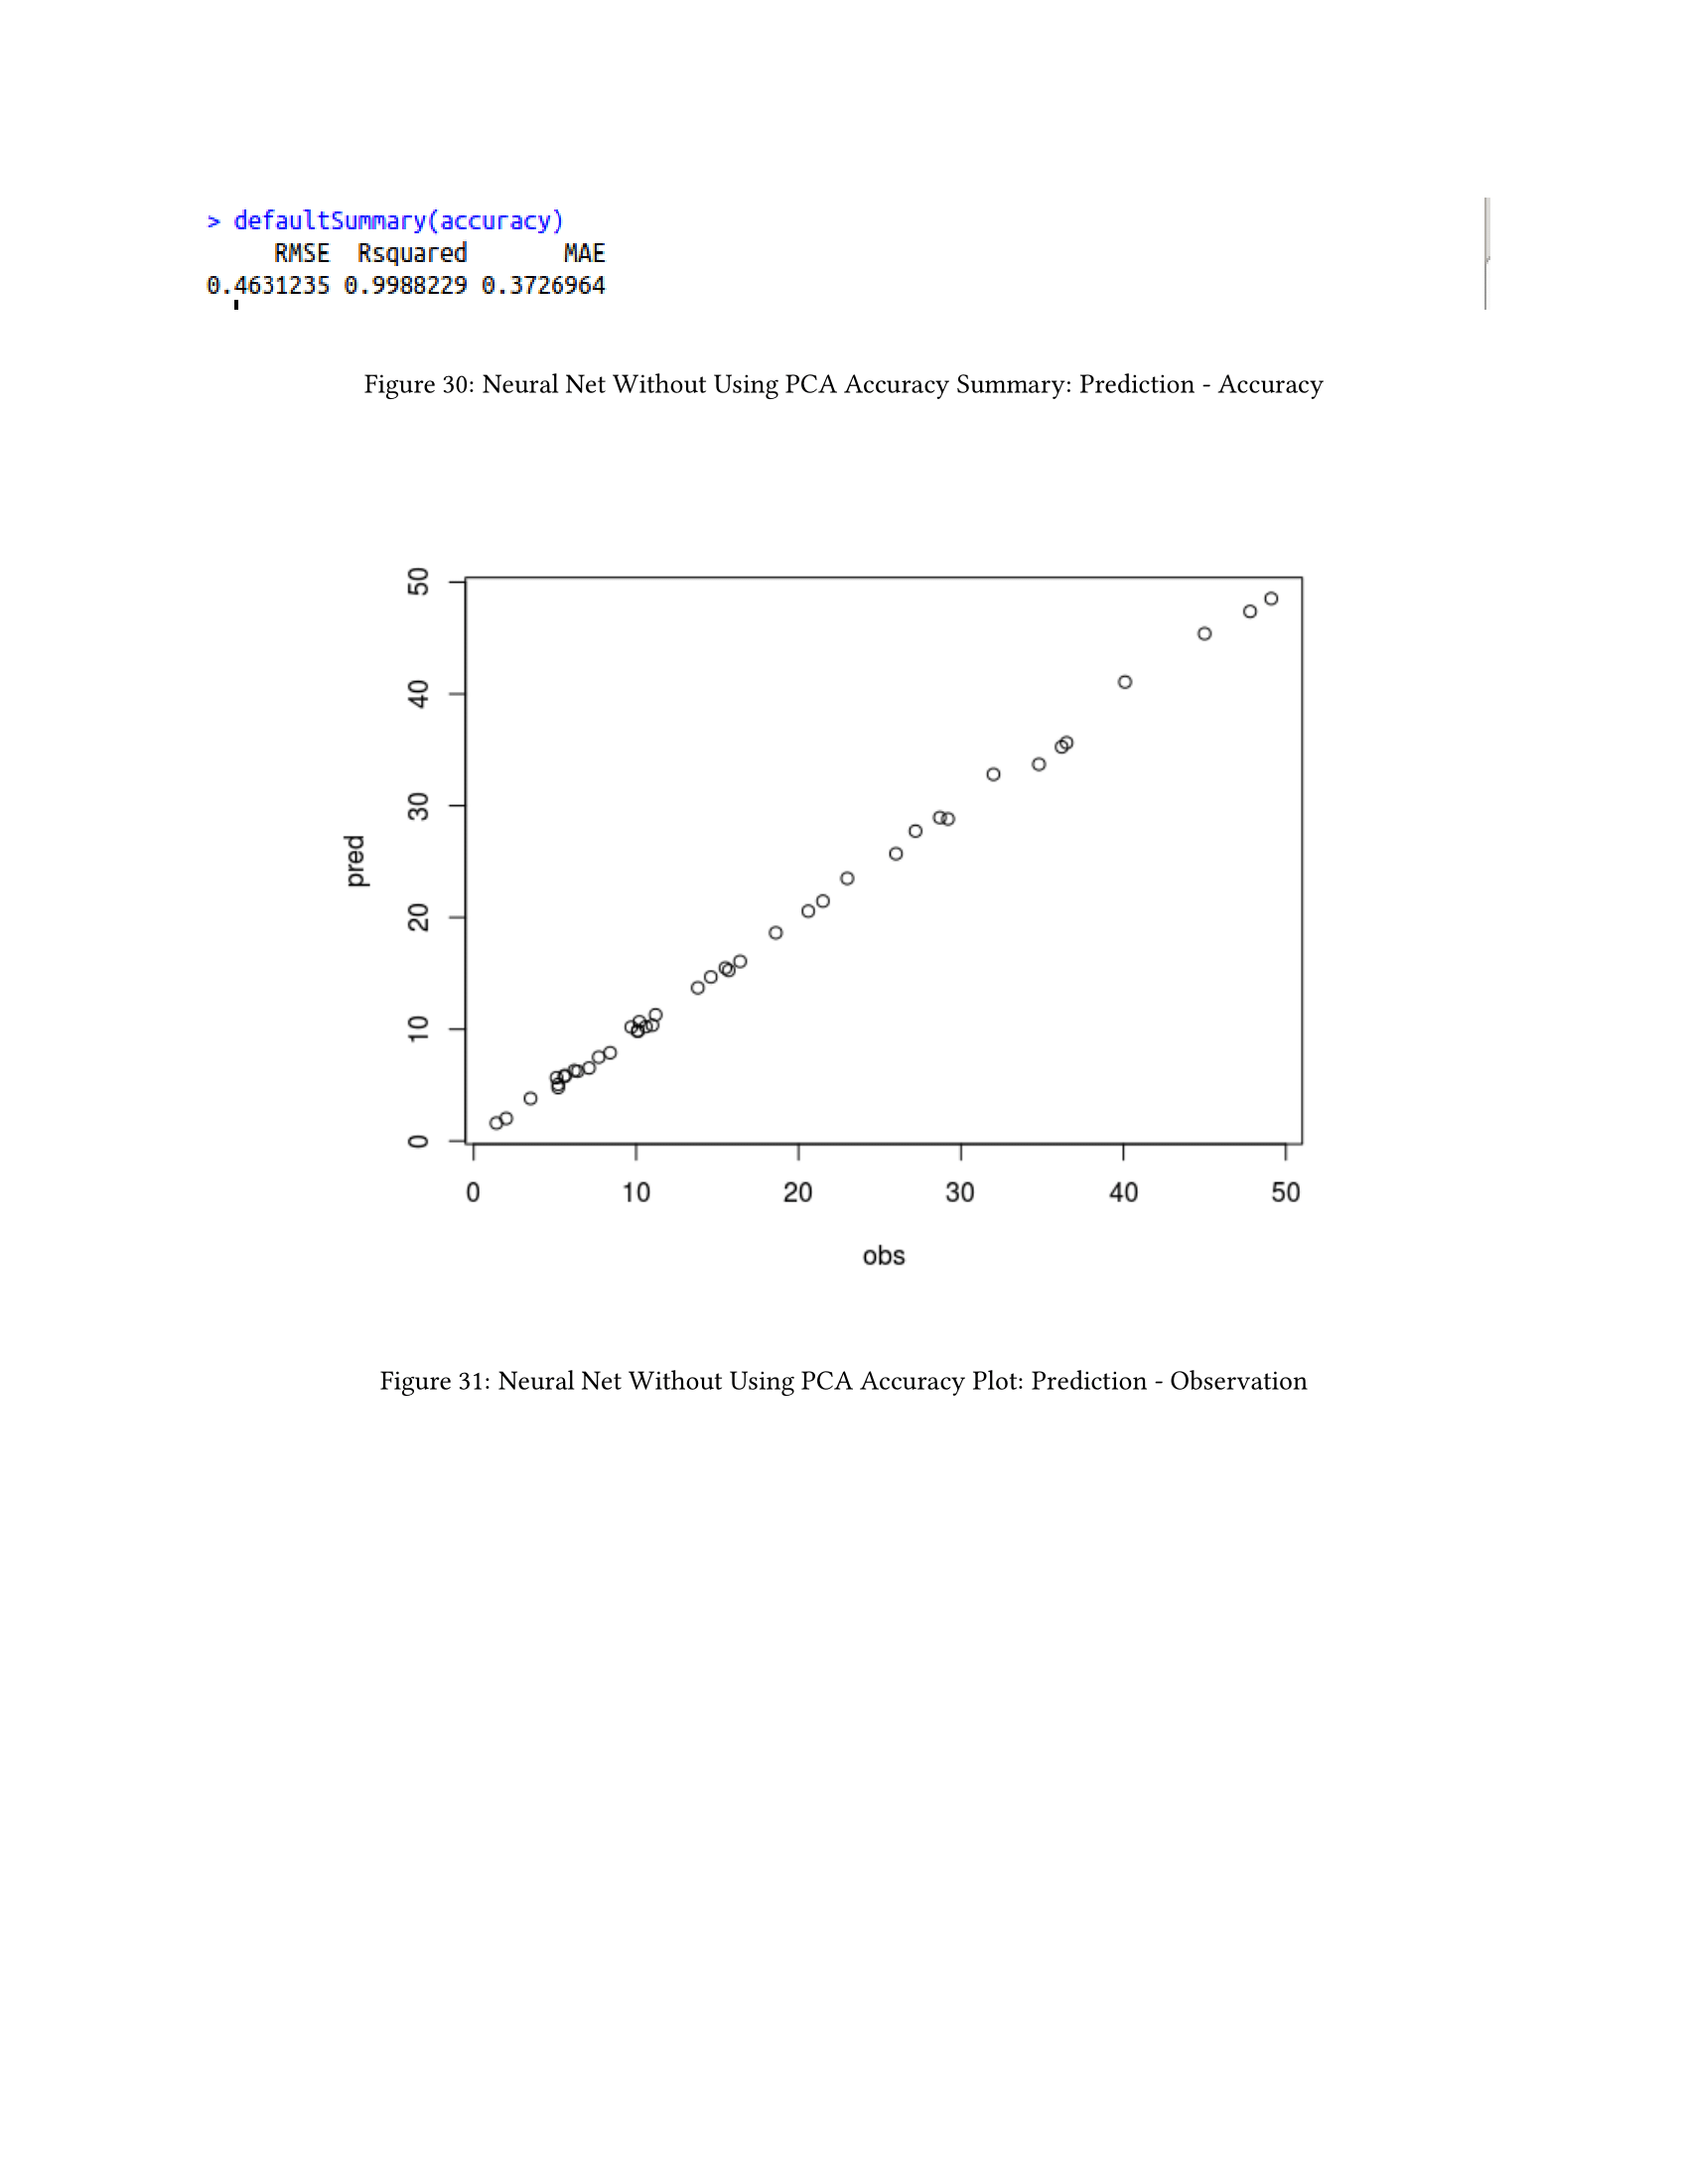 > defaultSummary(accuracy)
RMSE Rsquared MAE
0.4631235 0.9988229 0.3726964
Figure 30: Neural Net Without Using PCA Accuracy Summary: Prediction - Accuracy
50
40
30
20
10
0
pred
0 10 20 30 40 50
obs
Figure 31: Neural Net Without Using PCA Accuracy Plot: Prediction - Observation